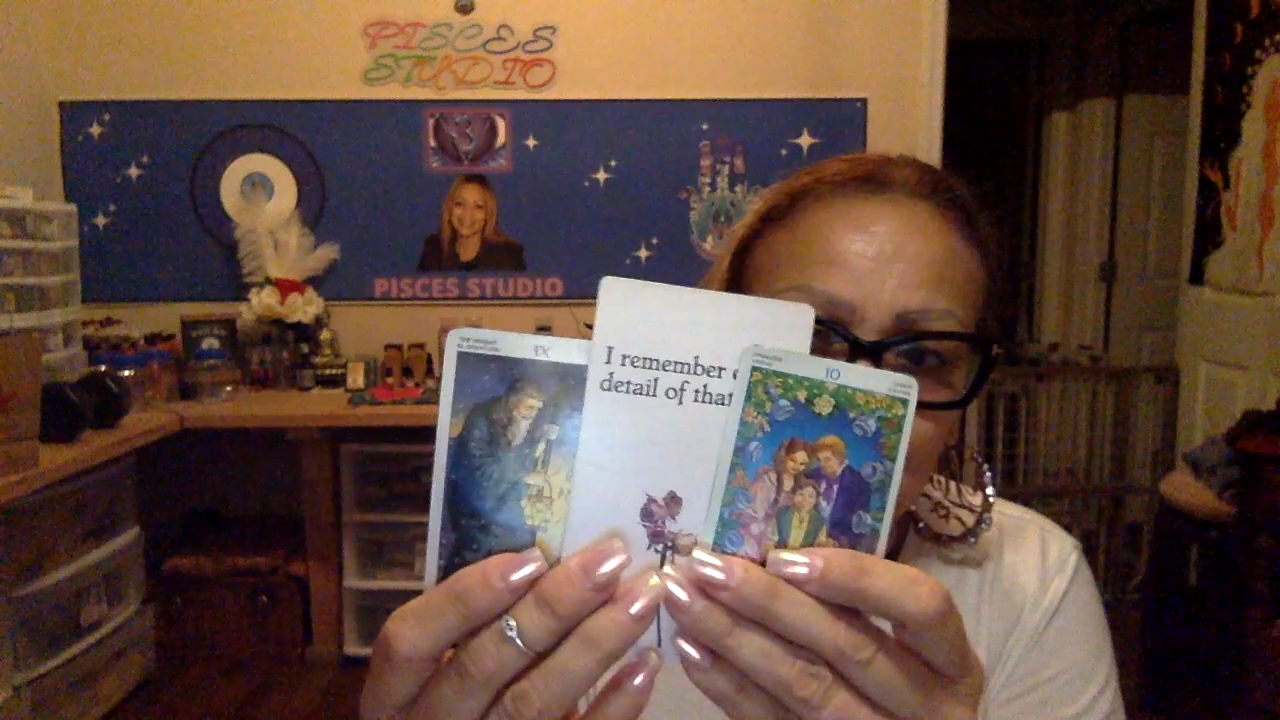 PISCES
STUDIO
PISCES STUDIO
IX
I remember
detail of that
10